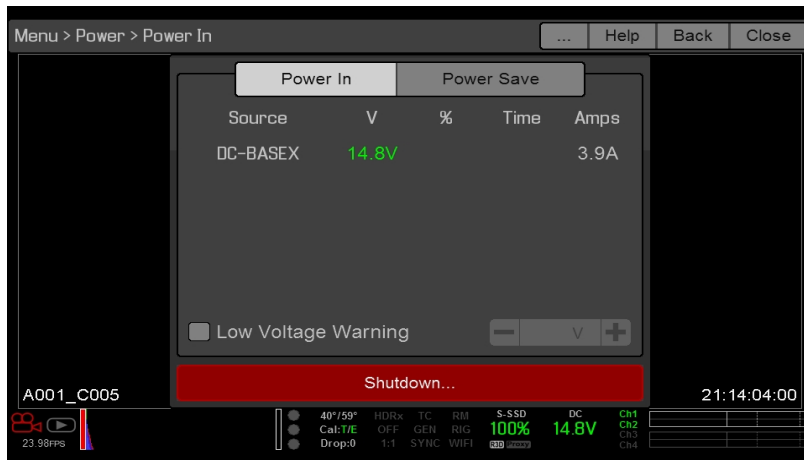 Menu > Power > Power In ... Help Back Close
Power In Power Save
Source V % Time Amps
DC-BASEX 14.8V 3.9A
Low Voltage Warning V
Shutdown...
A001_C005 21:14:04:00
40°/59° HDRx TC RM S-SSD DC Ch1
Cal:T/E OFF GEN RIG 100% 14.8V Ch2
23.98FPS Drop:0 1:1 SYNC WIFI R3D Proxy Ch3
Ch4